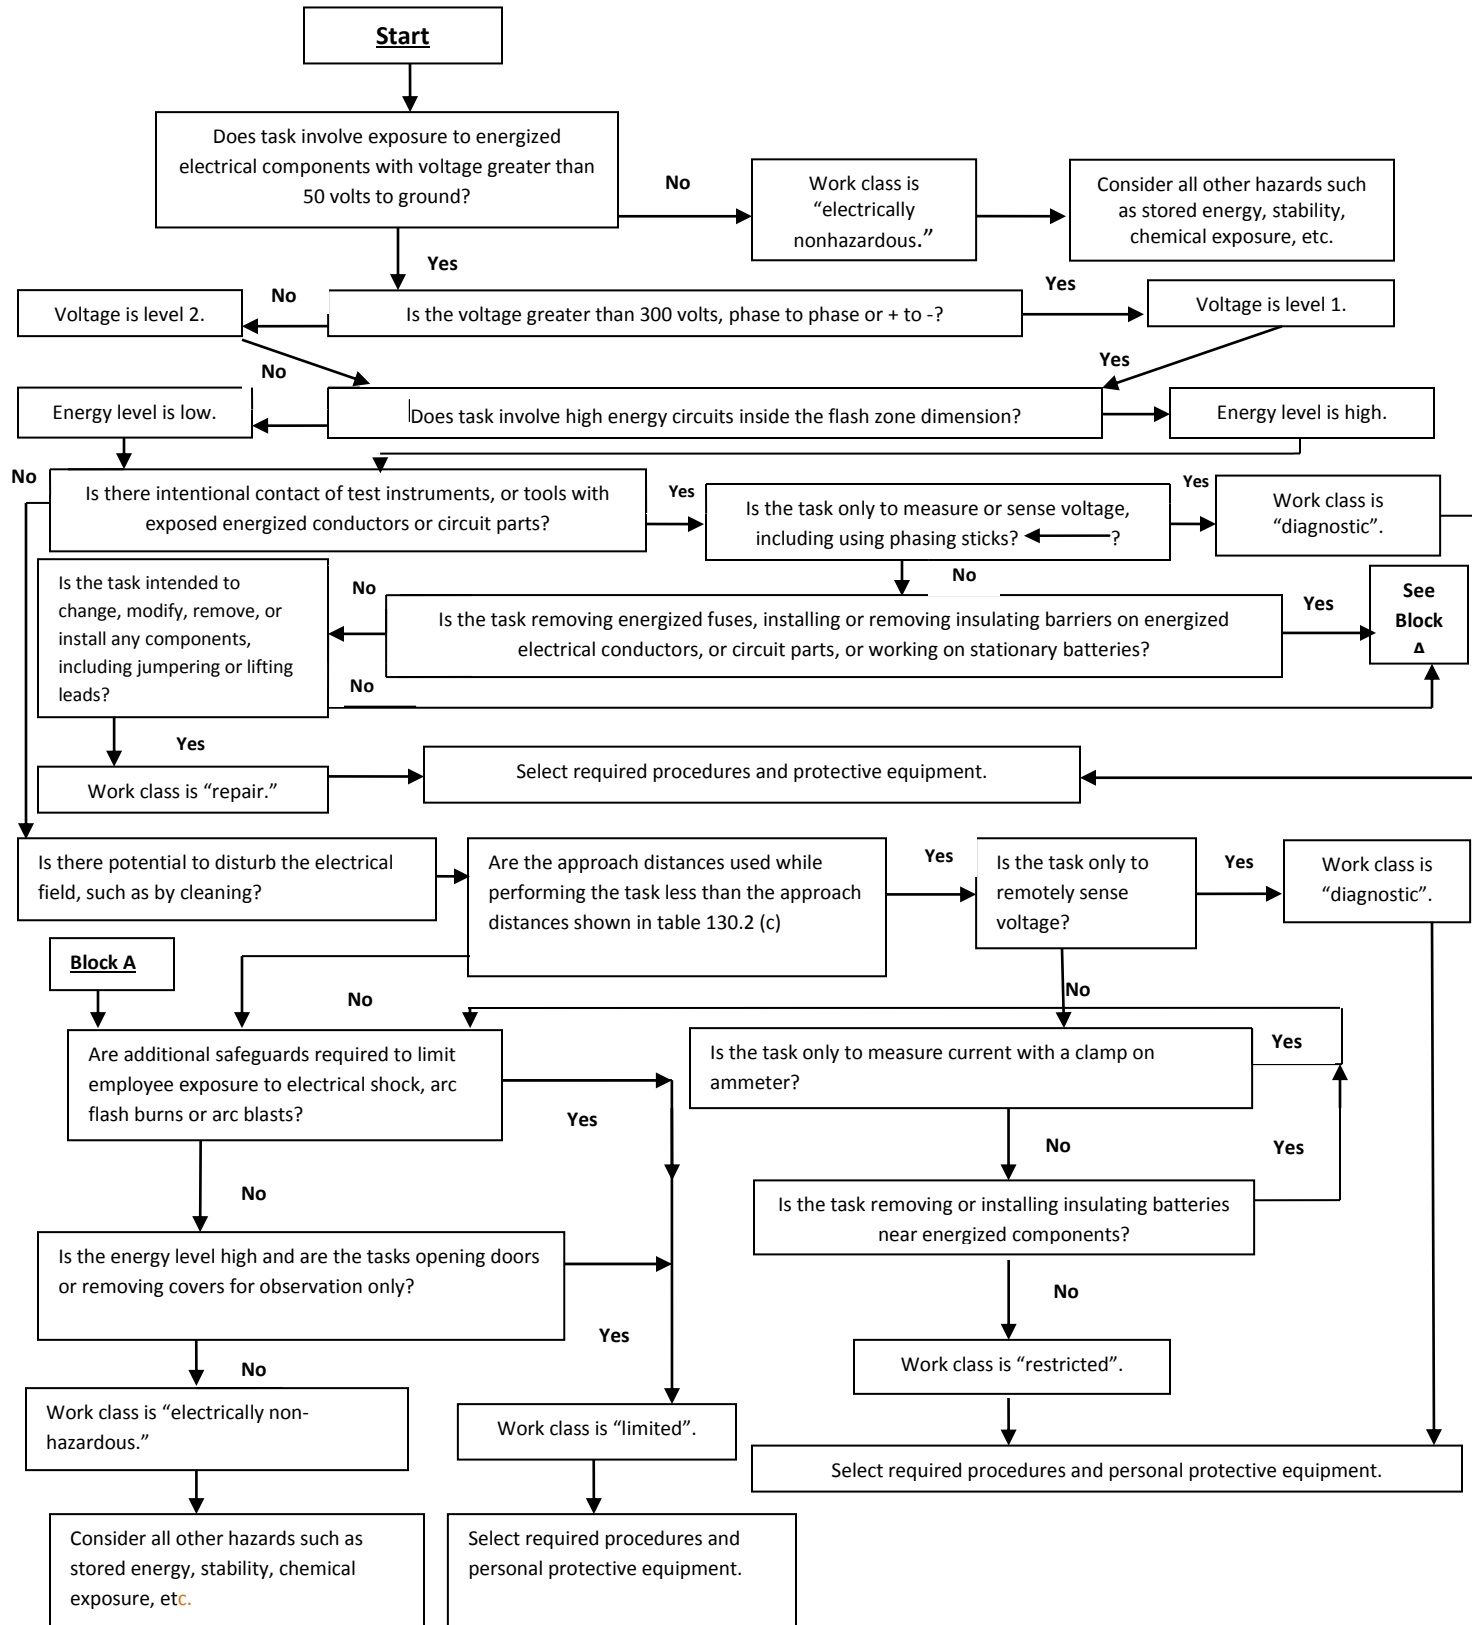 Start
Does task involve exposure to energized
electrical components with voltage greater than
50 volts to ground?
No
Work class is
“electrically
nonhazardous.”
Consider all other hazards such
as stored energy, stability,
chemical exposure, etc.
Yes
No
Yes
Voltage is level 2.
Is the voltage greater than 300 volts, phase to phase or + to -?
Voltage is level 1.
No
Yes
Energy level is low.
Does task involve high energy circuits inside the flash zone dimension?
Energy level is high.
No
Is there intentional contact of test instruments, or tools with
exposed energized conductors or circuit parts?
Yes
Is the task only to measure or sense voltage,
including using phasing sticks? ?
Yes
Work class is
“diagnostic”.
Is the task intended to
change, modify, remove, or
install any components,
including jumpering or lifting
leads?
No
No
Is the task removing energized fuses, installing or removing insulating barriers on energized
electrical conductors, or circuit parts, or working on stationary batteries?
Yes
See
Block
A
No
Yes
Work class is “repair.”
Select required procedures and protective equipment.
Is there potential to disturb the electrical
field, such as by cleaning?
Are the approach distances used while
performing the task less than the approach
distances shown in table 130.2 (c)
Yes
Is the task only to
remotely sense
voltage?
Yes
Work class is
“diagnostic”.
Block A
No
No
Are additional safeguards required to limit
employee exposure to electrical shock, arc
flash burns or arc blasts?
Yes
Is the task only to measure current with a clamp on
ammeter?
Yes
No
Yes
No
Is the task removing or installing insulating batteries
near energized components?
Is the energy level high and are the tasks opening doors
or removing covers for observation only?
No
Yes
No
Work class is “restricted”.
Work class is “electrically non-
hazardous.”
Work class is “limited”.
Select required procedures and personal protective equipment.
Consider all other hazards such as
stored energy, stability, chemical
exposure, etc.
Select required procedures and
personal protective equipment.